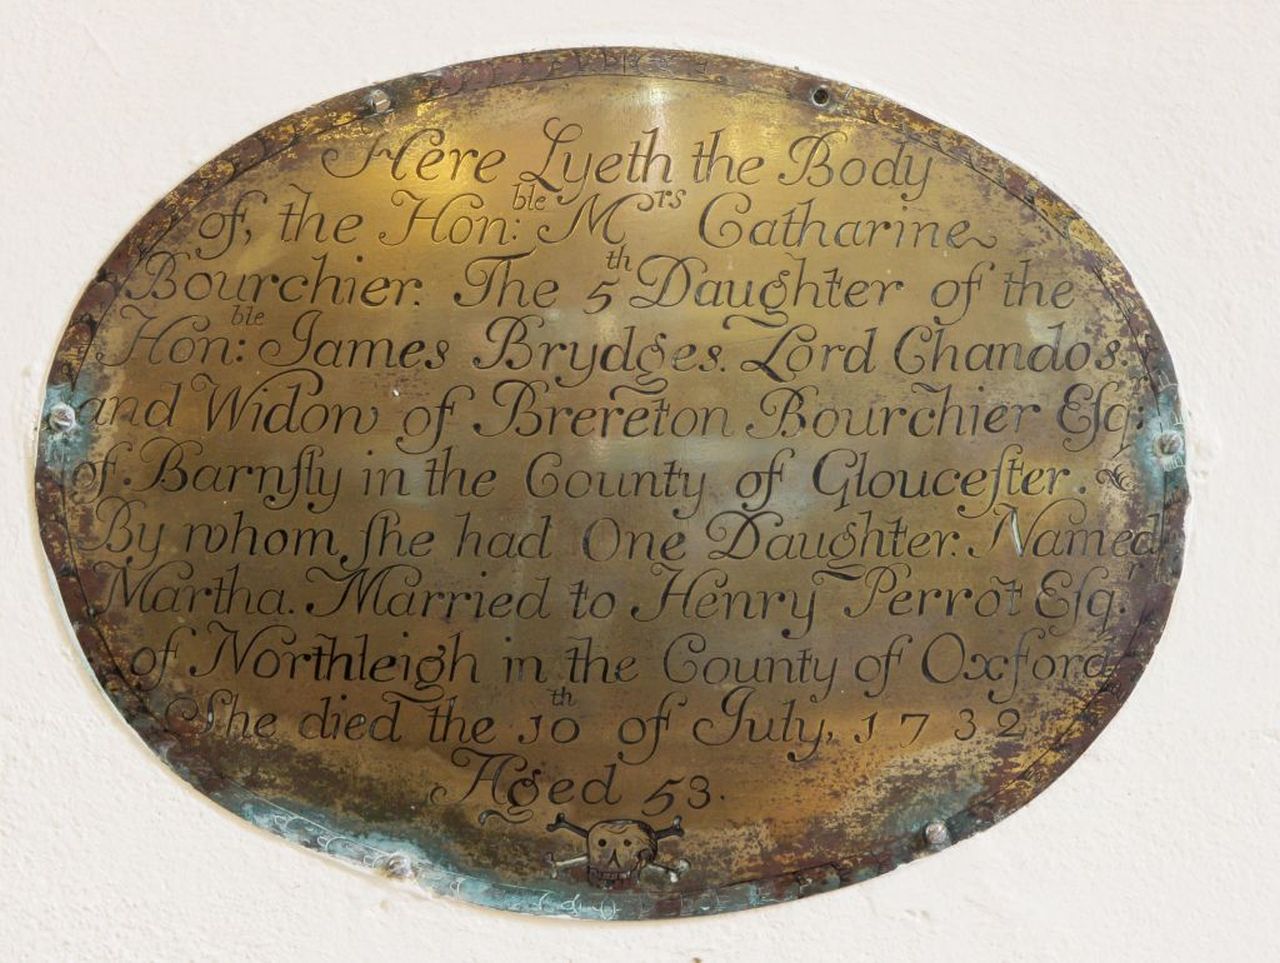 Here Lyeth the Body
of, the Hon:ble Mrs Catharine
Bourchier. The 5th Daughter of the
Hon:ble James Brydges. Lord Chandos.
and Widow of Brereton Bourchier Eſq:
of Barnſly in the County of Glouceſter.
By whom ſhe had One Daughter. Named
Martha. Married to Henry Perrot Eſq.
of Northleigh in the County of Oxford
She died the 10th of July, 1732
Aged 53.